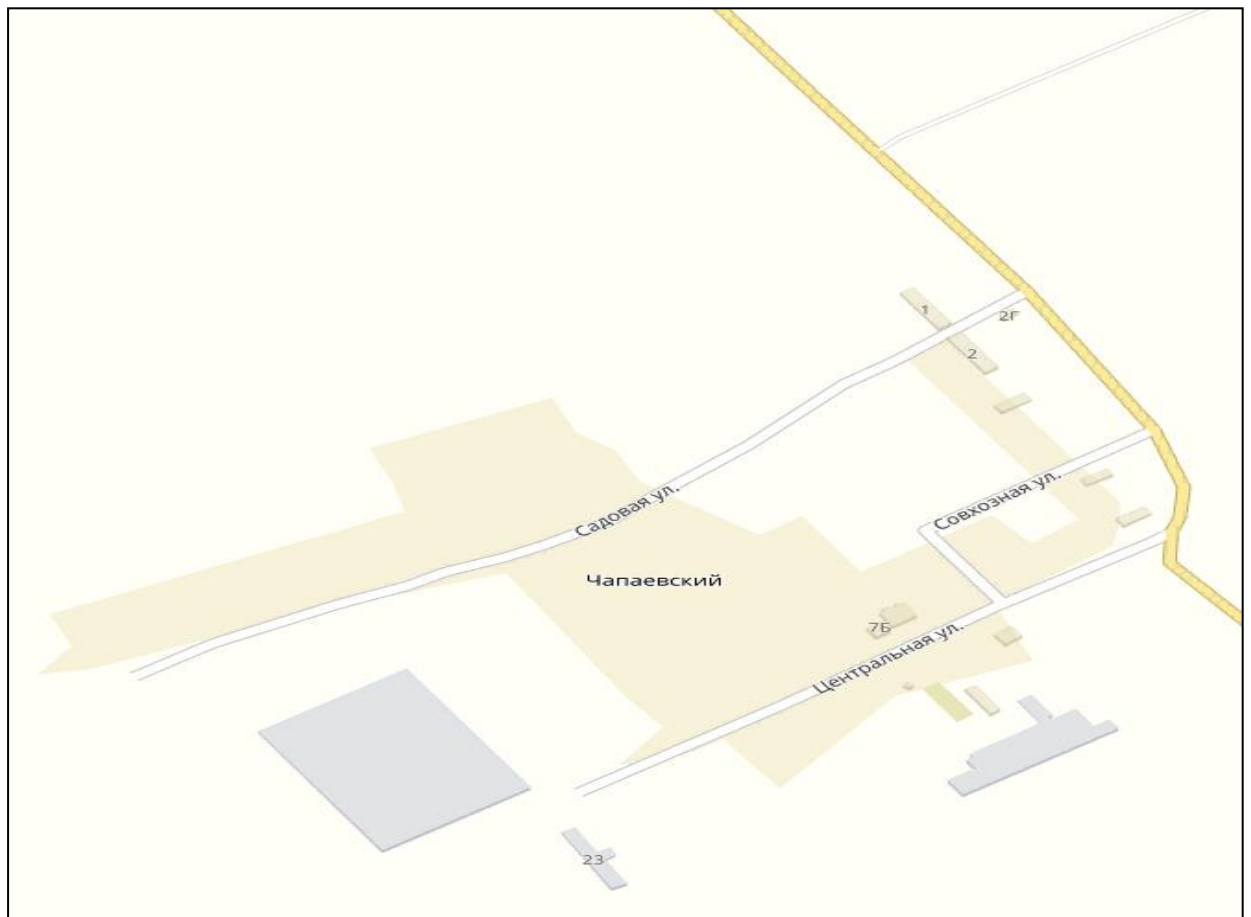 1
2Г
2
Садовая ул.
Совхозная ул.
Чапаевский
7Б
Центральная ул.
23